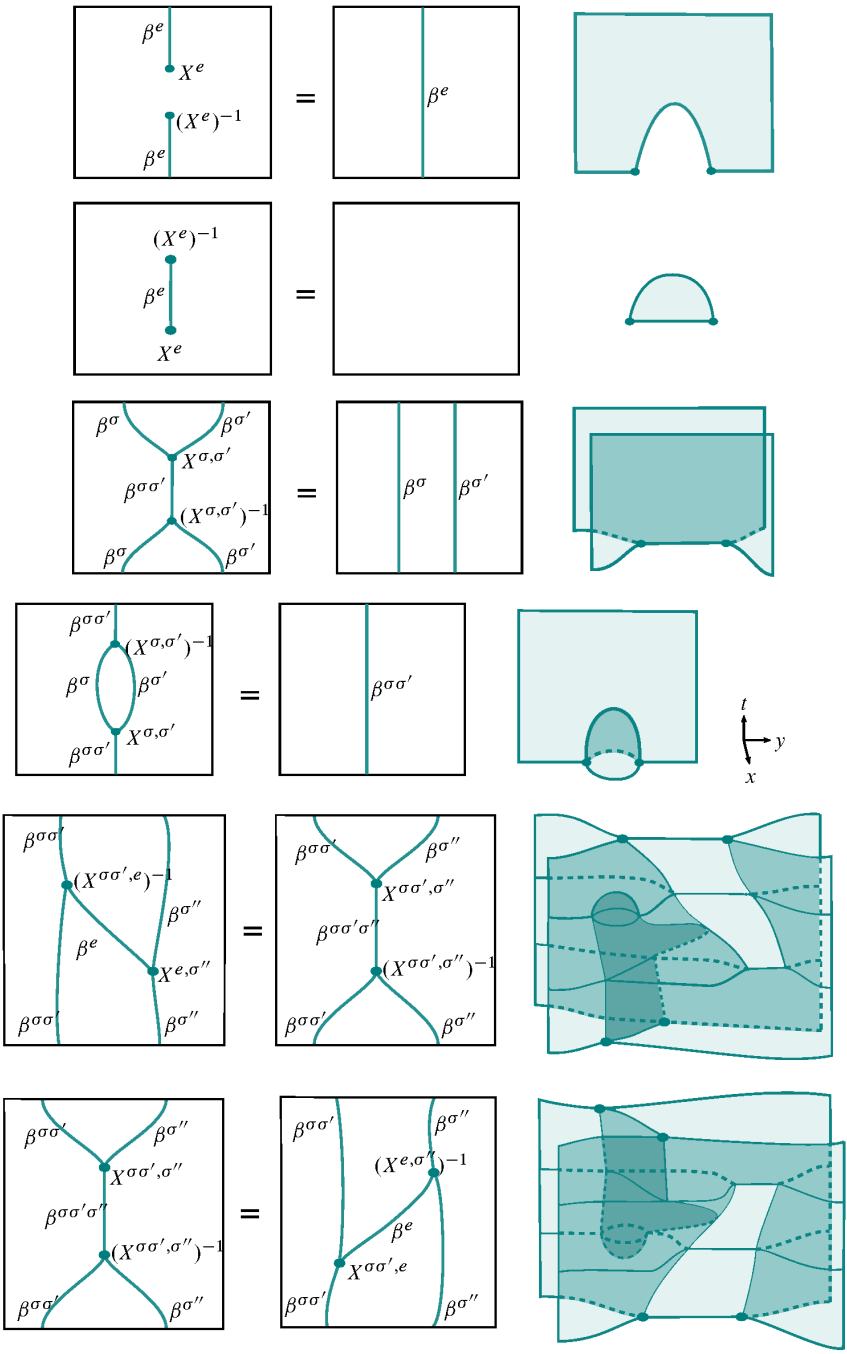 β^e
X^e
(X^e)^{-1}
β^e
=
β^e
(X^e)^{-1}
β^e
X^e
=
β^σ β^{σ′}
X^{σ,σ′}
β^{σσ′}
(X^{σ,σ′})^{-1}
β^σ β^{σ′}
=
β^σ β^{σ′}
β^{σσ′}
(X^{σ,σ′})^{-1}
β^σ β^{σ′}
X^{σ,σ′}
β^{σσ′}
=
β^{σσ′}
t
y
x
β^{σσ′}
(X^{σσ′,e})^{-1}
β^{σ″}
β^e
X^{e,σ″}
β^{σσ′} β^{σ″}
=
β^{σσ′} β^{σ″}
X^{σσ′,σ″}
β^{σσ′σ″}
(X^{σσ′,σ″})^{-1}
β^{σσ′} β^{σ″}
β^{σσ′} β^{σ″}
X^{σσ′,σ″}
β^{σσ′σ″}
(X^{σσ′,σ″})^{-1}
β^{σσ′} β^{σ″}
=
β^{σσ′} β^{σ″}
(X^{e,σ″})^{-1}
β^e
X^{σσ′,e}
β^{σσ′} β^{σ″}